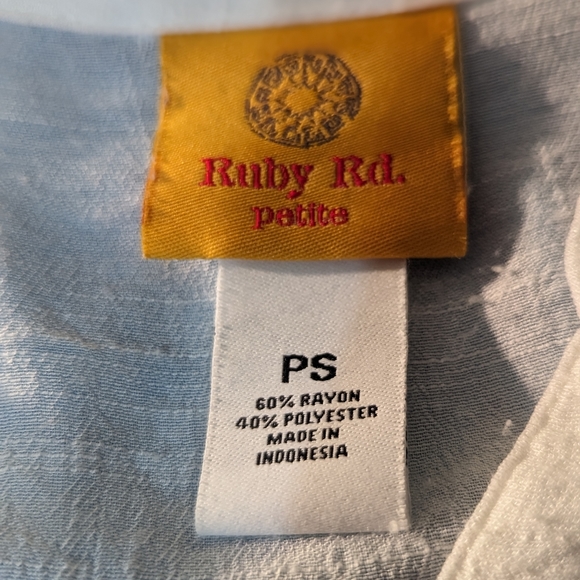 Ruby Rd.
petite
PS
60% RAYON
40% POLYESTER
MADE IN
INDONESIA